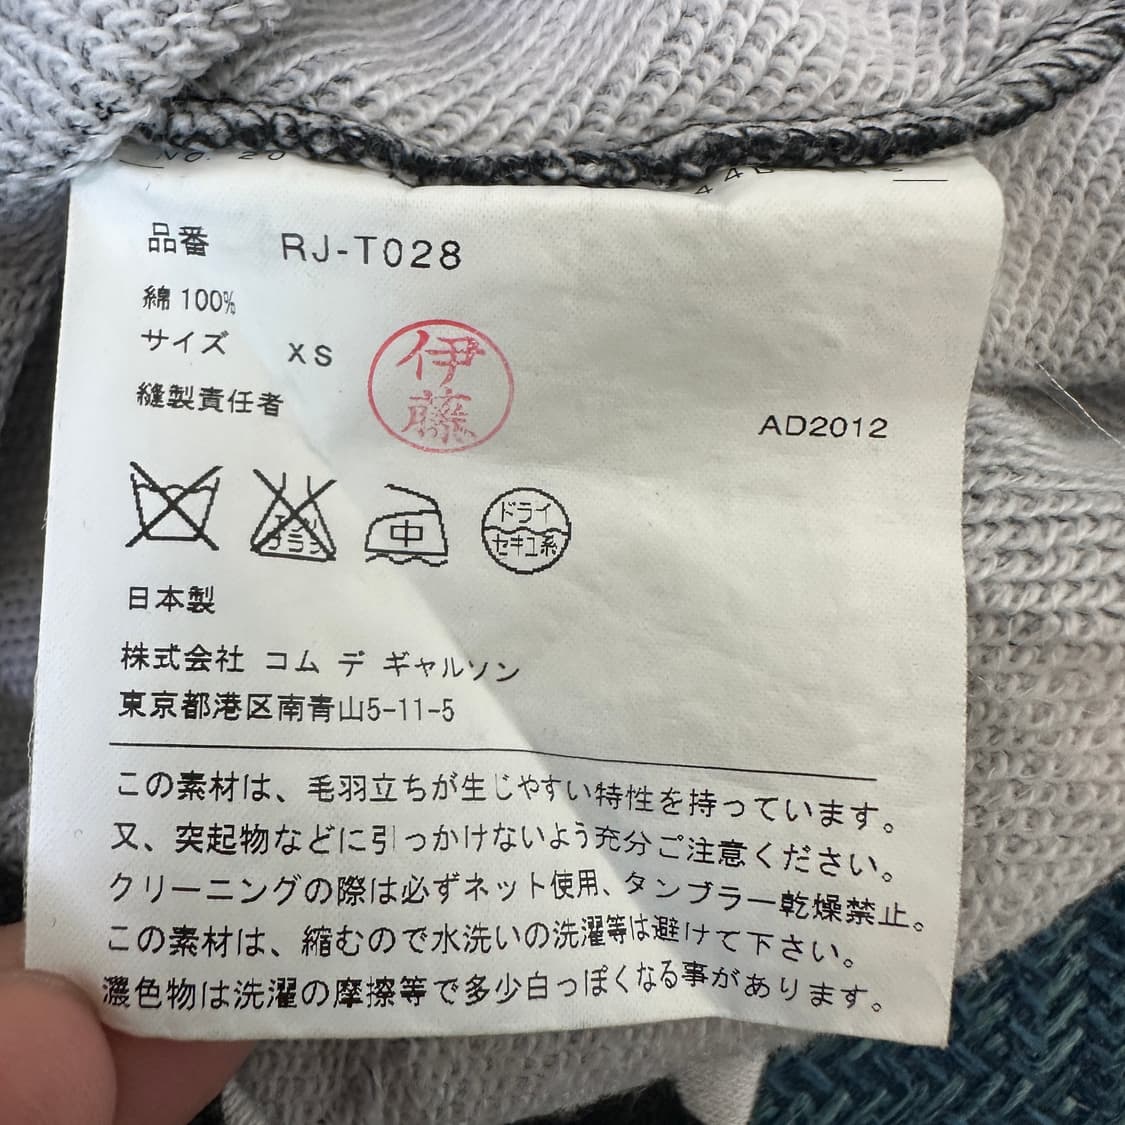 No. 20
品番 RJ-T028
綿 100%
サイズ XS
縫製責任者 伊藤
AD2012
エンソ
ブラシ
中
ドライ
セキユ系
日本製
株式会社 コム デ ギャルソン
東京都港区南青山5-11-5
この素材は、毛羽立ちが生じやすい特性を持っています。
又、突起物などに引っかけないよう充分ご注意ください。
クリーニングの際は必ずネット使用、タンブラー乾燥禁止。
この素材は、縮むので水洗いの洗濯等は避けて下さい。
濃色物は洗濯の摩擦等で多少白っぽくなる事があります。